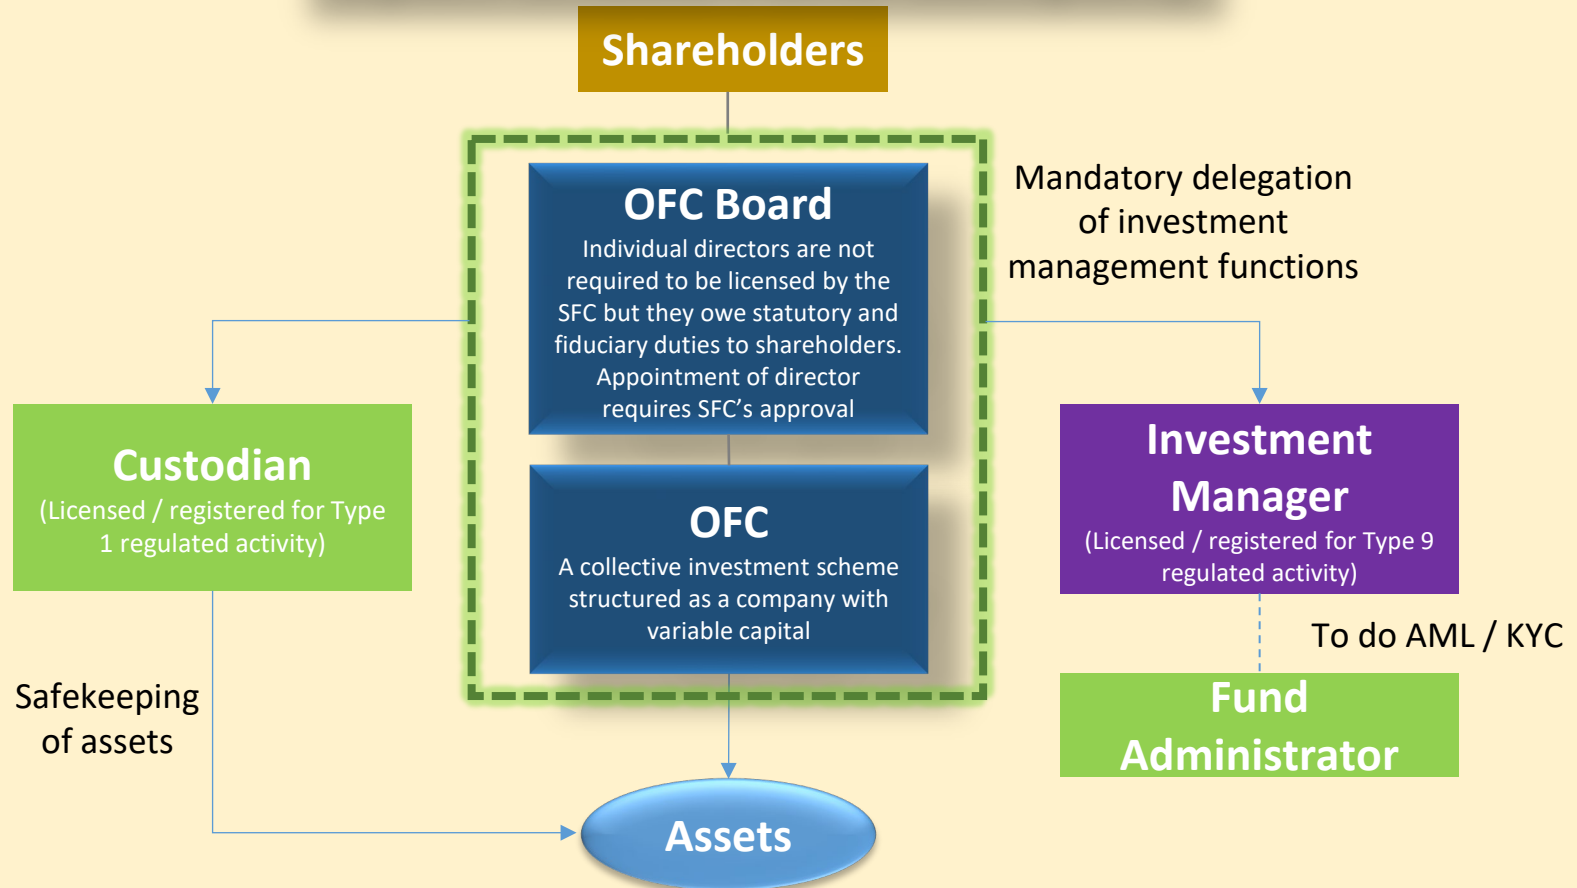 Shareholders
OFC Board
Individual directors are not
required to be licensed by the
SFC but they owe statutory and
fiduciary duties to shareholders.
Appointment of director
requires SFC’s approval
Mandatory delegation
of investment
management functions
Custodian
(Licensed / registered for Type
1 regulated activity)
OFC
A collective investment scheme
structured as a company with
variable capital
Investment
Manager
(Licensed / registered for Type 9
regulated activity)
To do AML / KYC
Safekeeping
of assets
Fund
Administrator
Assets